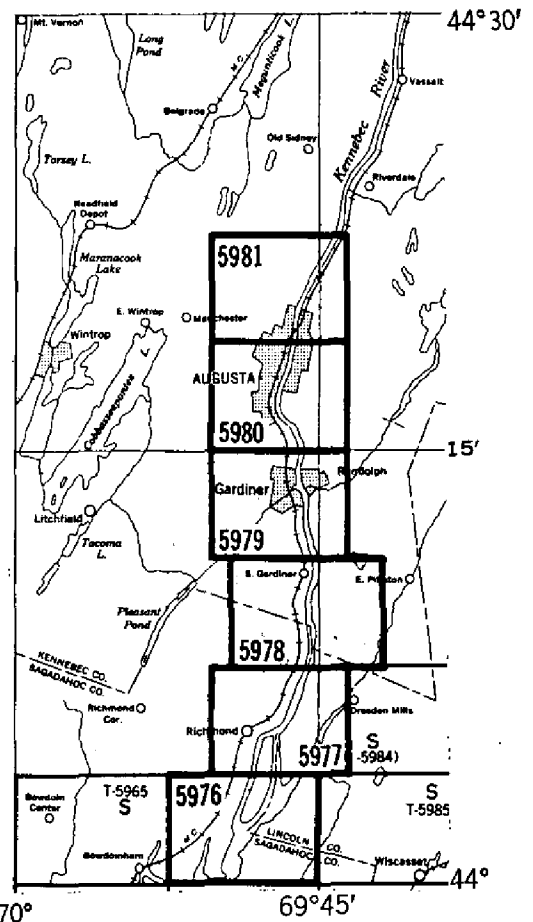 Mt. Vernon
44° 30'
Long
Pond
M.C.
Messalonskee L.
Belgrade
River
Vassalt
Old Sidney
Kennebec
Torsey L.
Riverdale
Readfield
Depot
Maranacook
Lake
5981
E. Wintrop
Manchester
Wintrop
L.
AUGUSTA
Cobbosseecontee
5980
15'
Randolph
Gardiner
Litchfield
5979
Tacoma
L.
S. Gardiner
E. Pittston
Pleasant
Pond
5978
KENNEBEC CO.
SAGADAHOC CO.
Richmond
Cor.
Dresden Mills
Richmond
5977
S
-5984)
Bowdoin
Center
T-5965
S
5976
S
T-5985
M.C.
LINCOLN CO.
SAGADAHOC CO.
Wiscasset
Bowdoinham
44°
70°
69° 45'